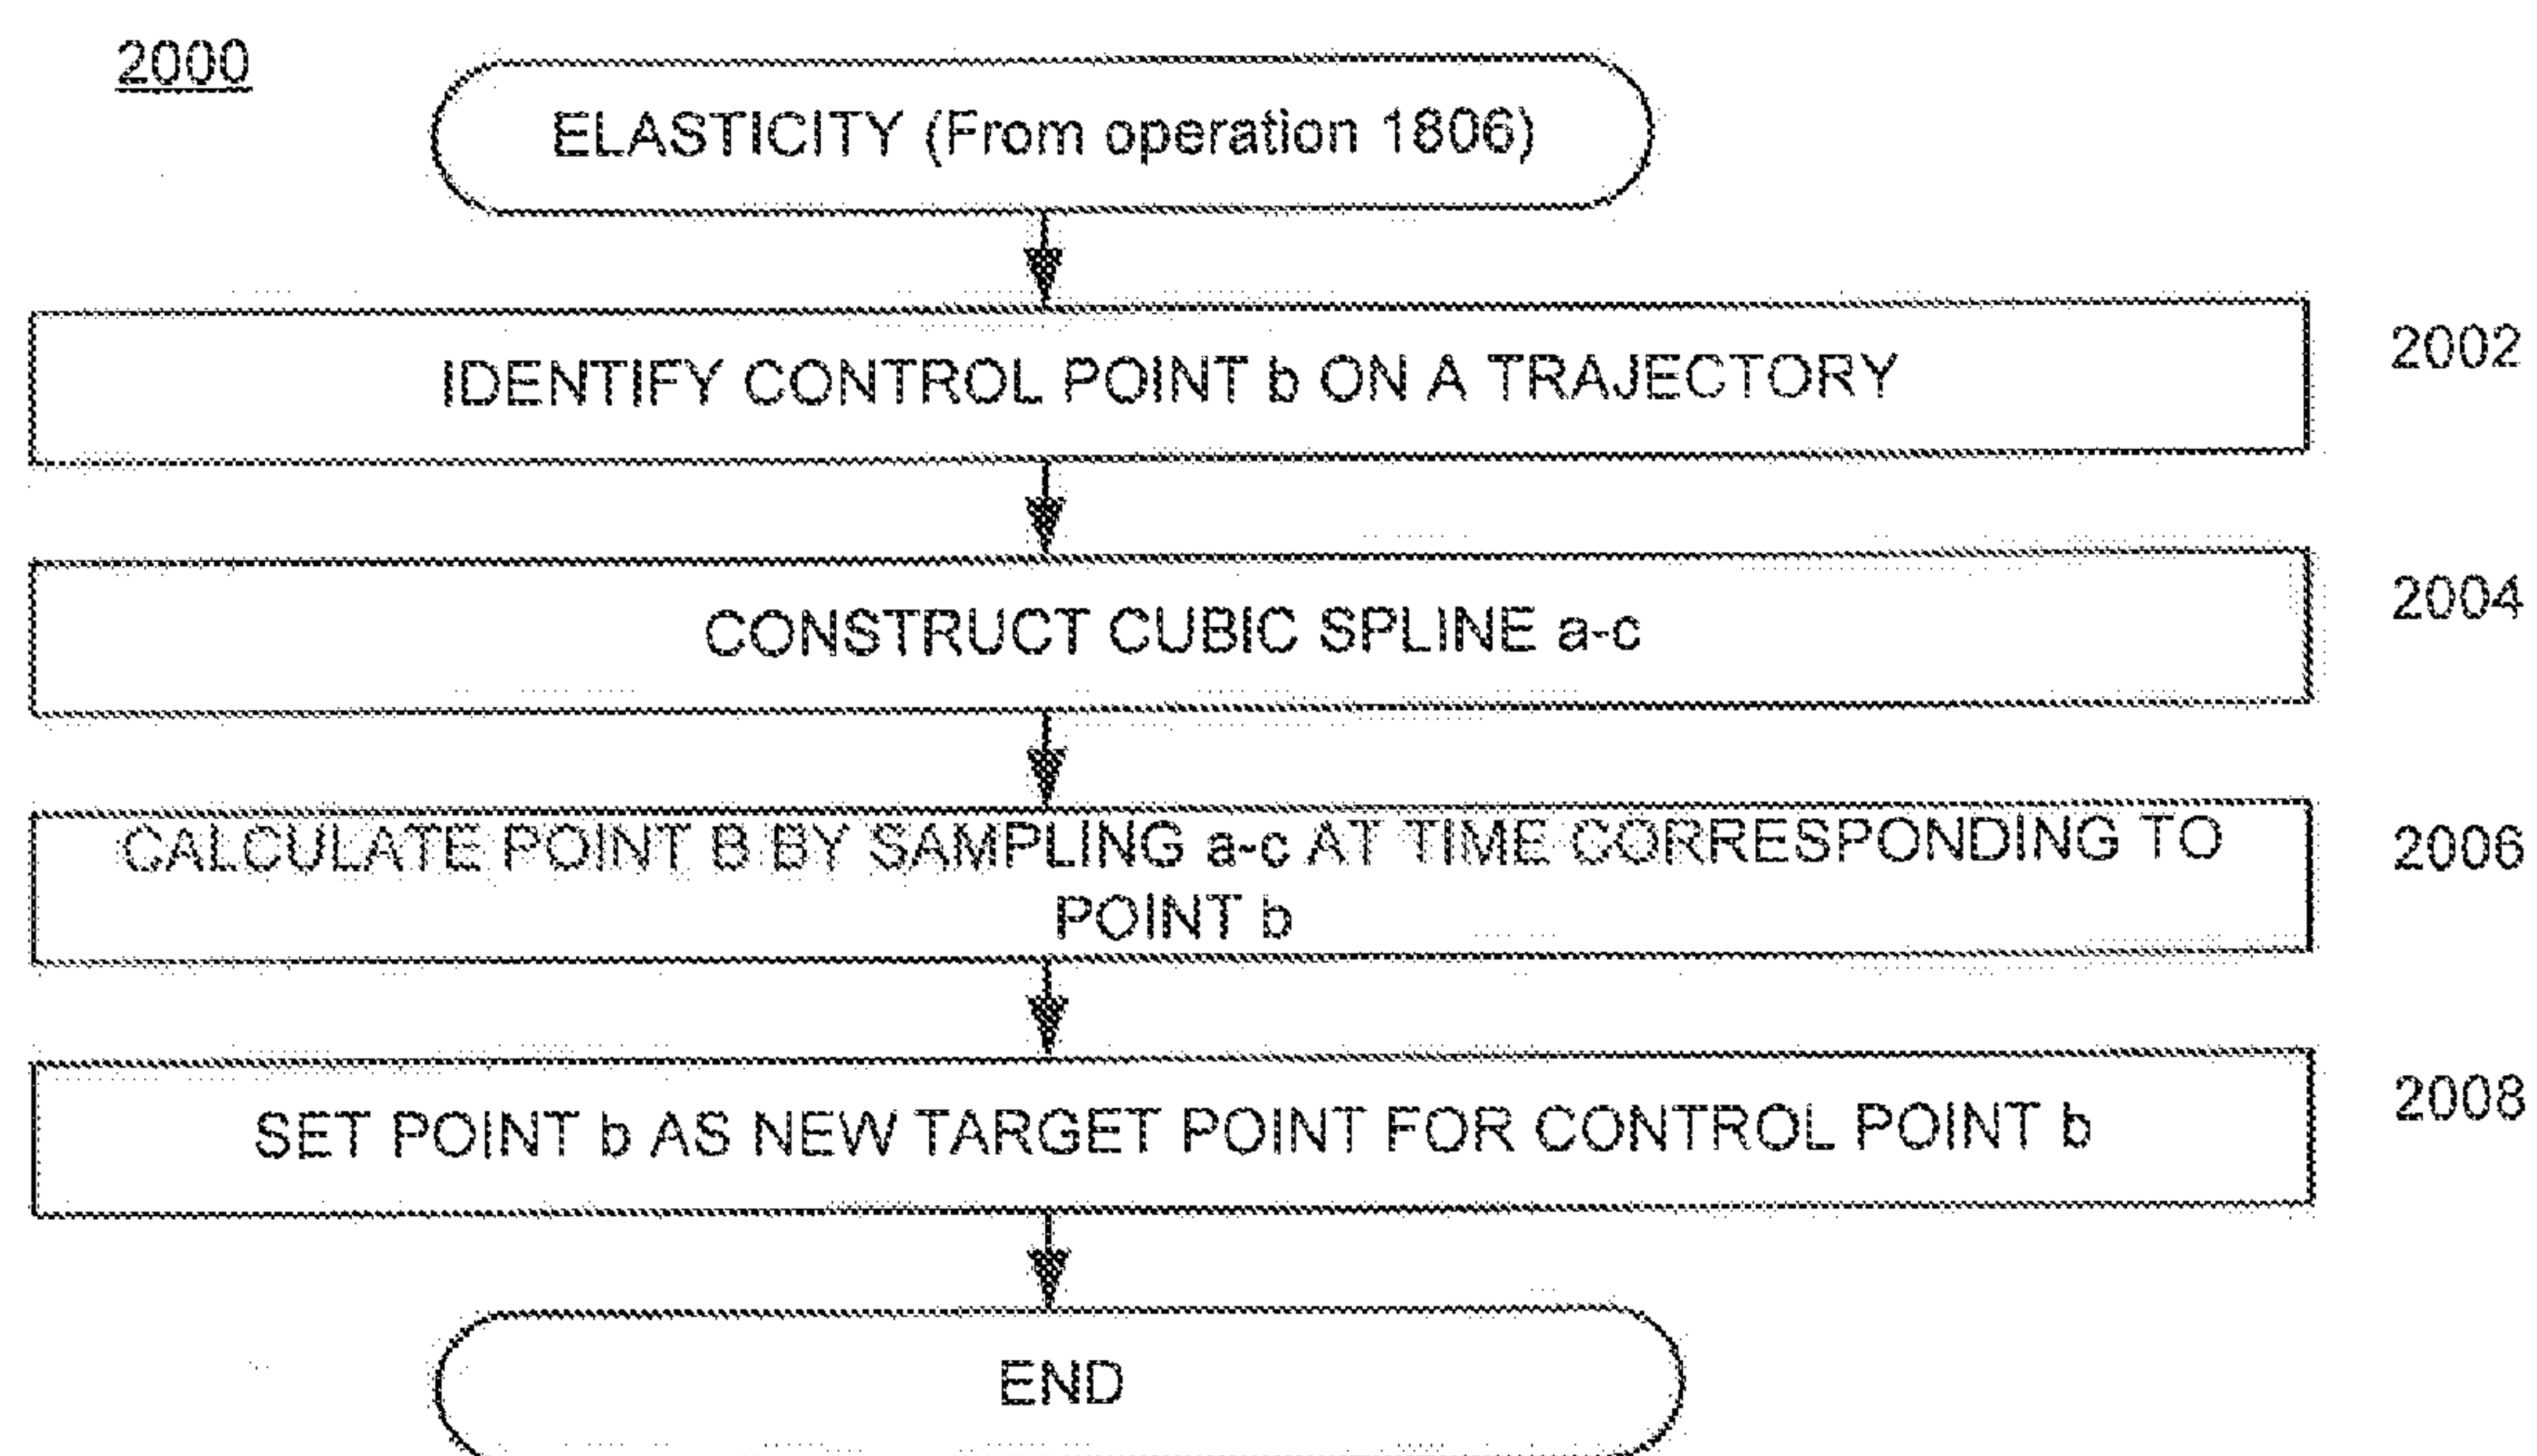 2000
ELASTICITY (From operation 1806)
IDENTIFY CONTROL POINT b ON A TRAJECTORY
2002
CONSTRUCT CUBIC SPLINE a-c
2004
CALCULATE POINT B BY SAMPLING a-c AT TIME CORRESPONDING TO
POINT b
2006
SET POINT b AS NEW TARGET POINT FOR CONTROL POINT b
2008
END